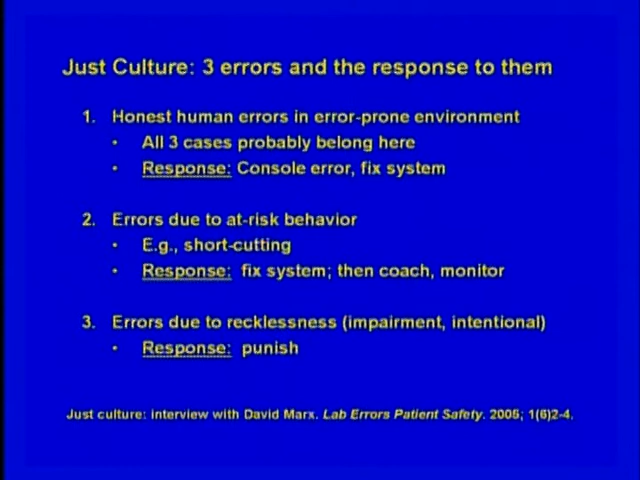 Just Culture: 3 errors and the response to them
1. Honest human errors in error-prone environment
• All 3 cases probably belong here
• Response: Console error, fix system
2. Errors due to at-risk behavior
• E.g., short-cutting
• Response: fix system; then coach, monitor
3. Errors due to recklessness (impairment, intentional)
• Response: punish
Just culture: interview with David Marx. Lab Errors Patient Safety. 2005; 1(6)2-4.